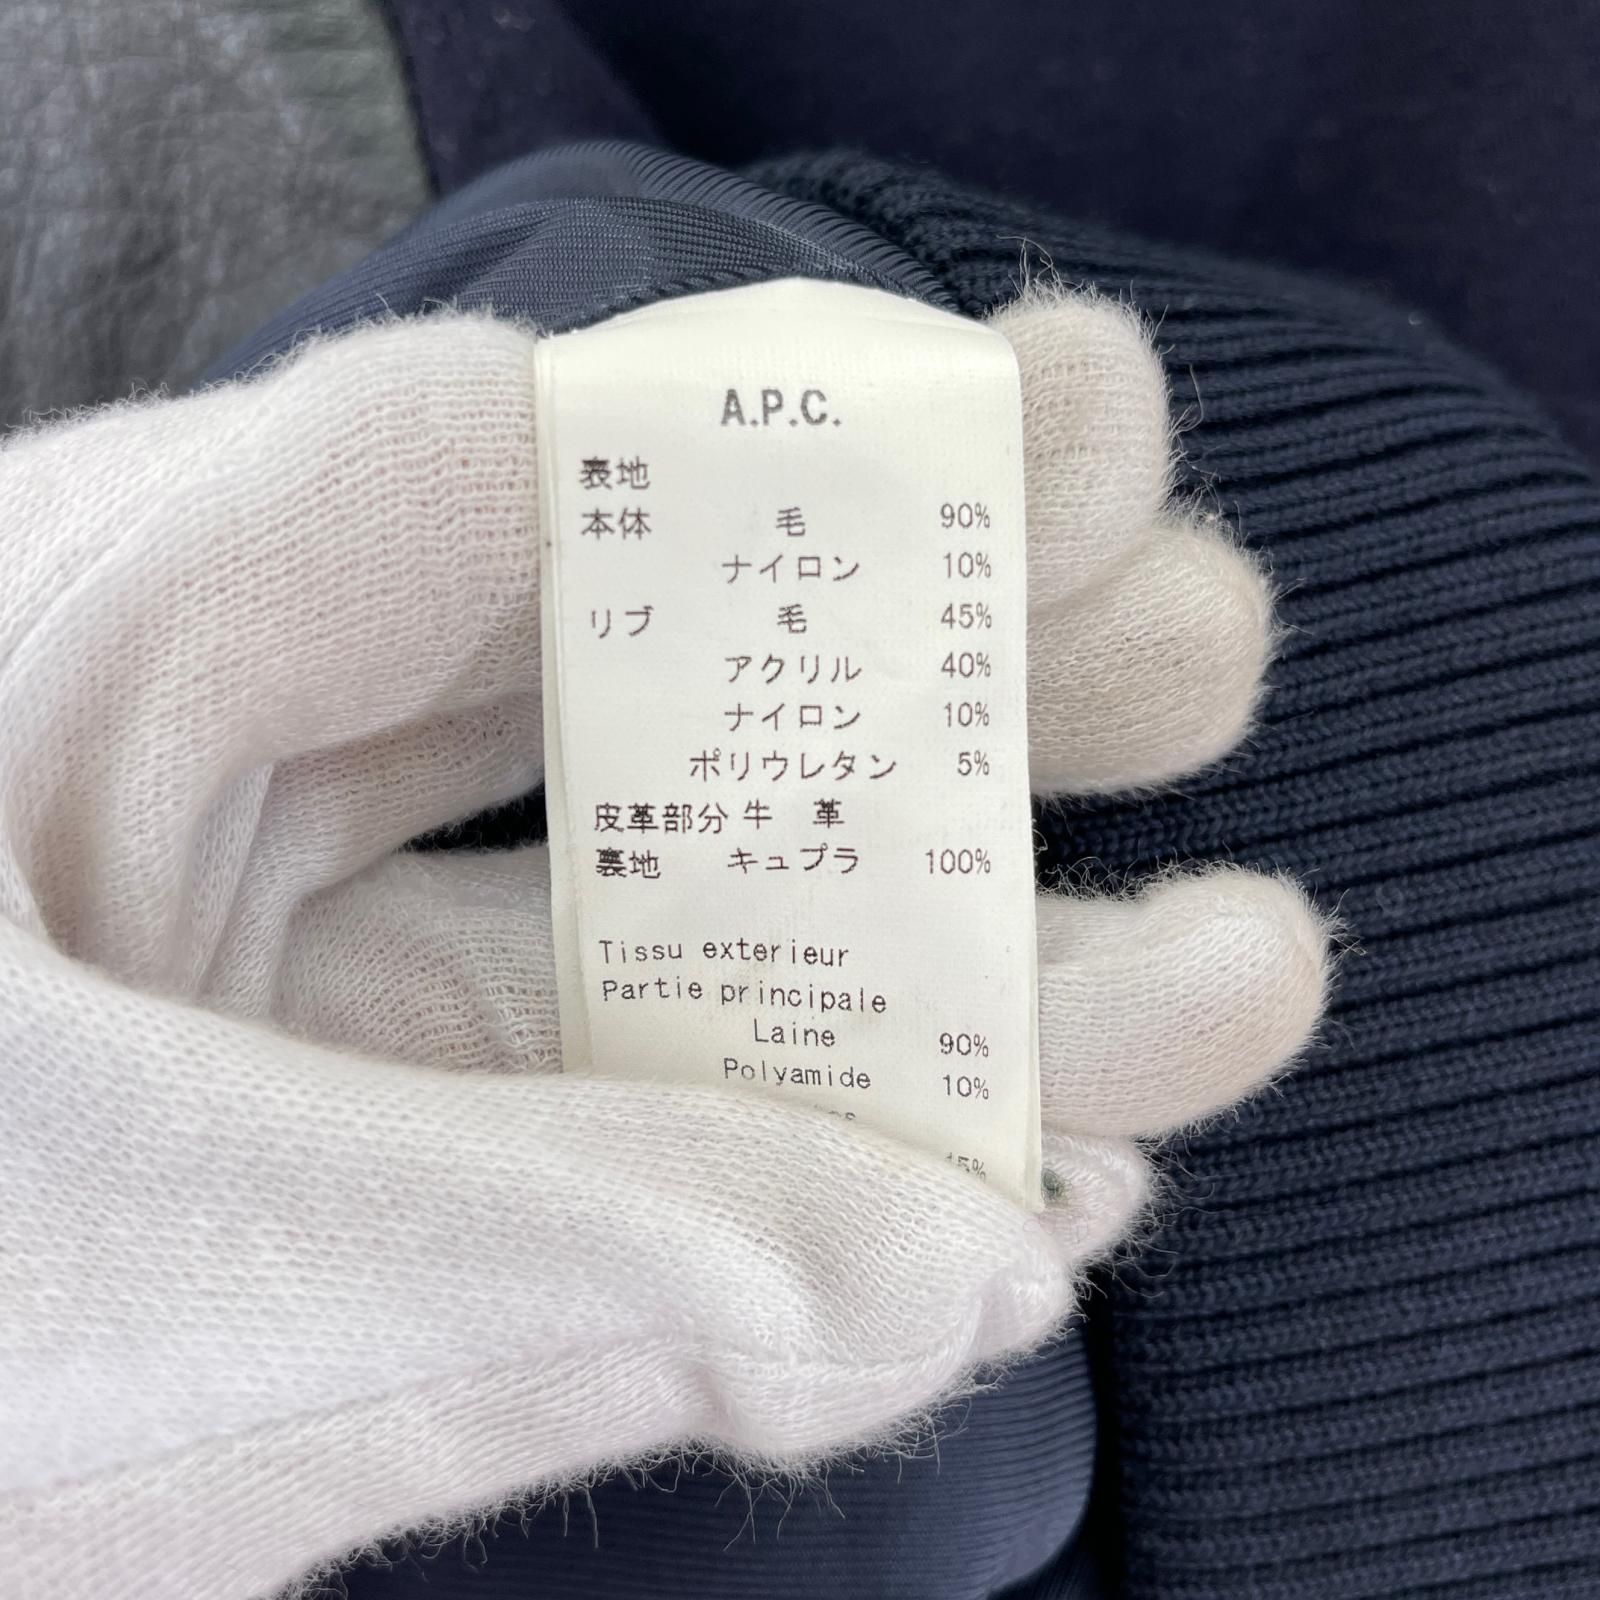 A.P.C.
表地
本体 毛 90%
ナイロン 10%
リブ 毛 45%
アクリル 40%
ナイロン 10%
ポリウレタン 5%
皮革部分 牛 革
裏地 キュプラ 100%
Tissu exterieur
Partie principale
Laine 90%
Polyamide 10%